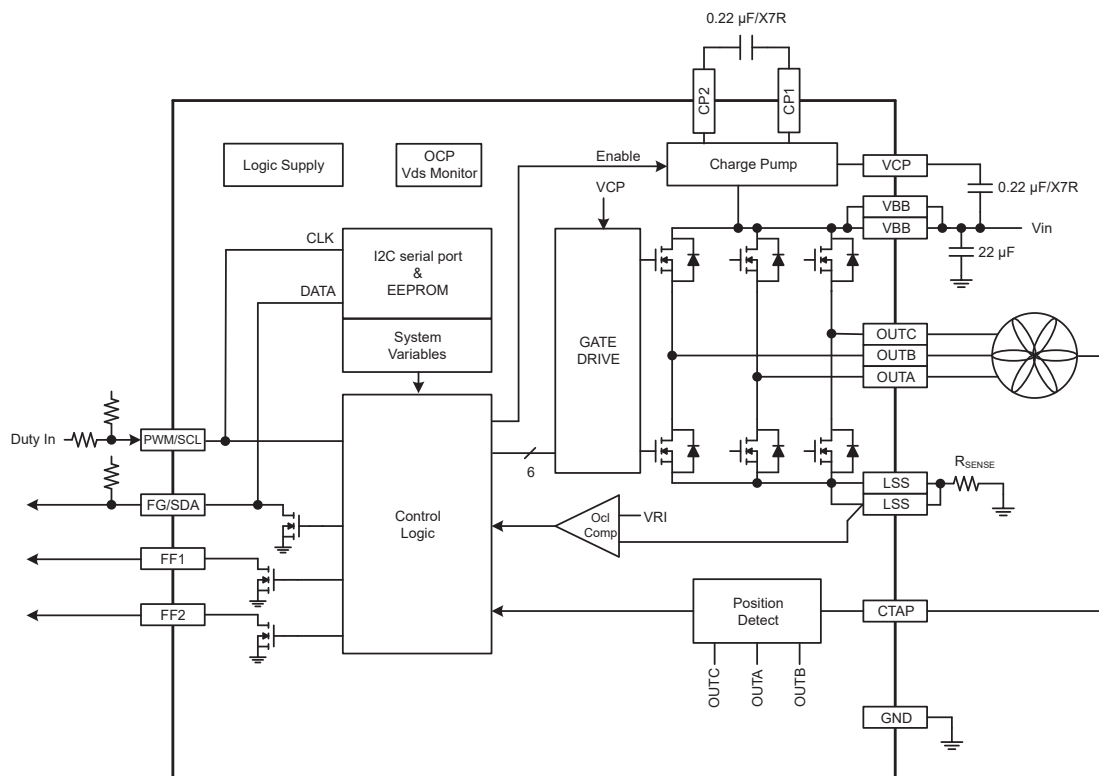 0.22 µF/X7R
CP2
CP1
Logic Supply
OCP
Vds Monitor
Enable
Charge Pump
VCP
0.22 µF/X7R
VCP
VBB
VBB
Vin
22 µF
CLK
I2C serial port
&
EEPROM
DATA
System
Variables
GATE
DRIVE
OUTC
OUTB
OUTA
Duty In
PWM/SCL
6
RSENSE
LSS
LSS
FG/SDA
Control
Logic
Ocl
Comp
VRI
FF1
FF2
Position
Detect
CTAP
OUTC
OUTA
OUTB
GND